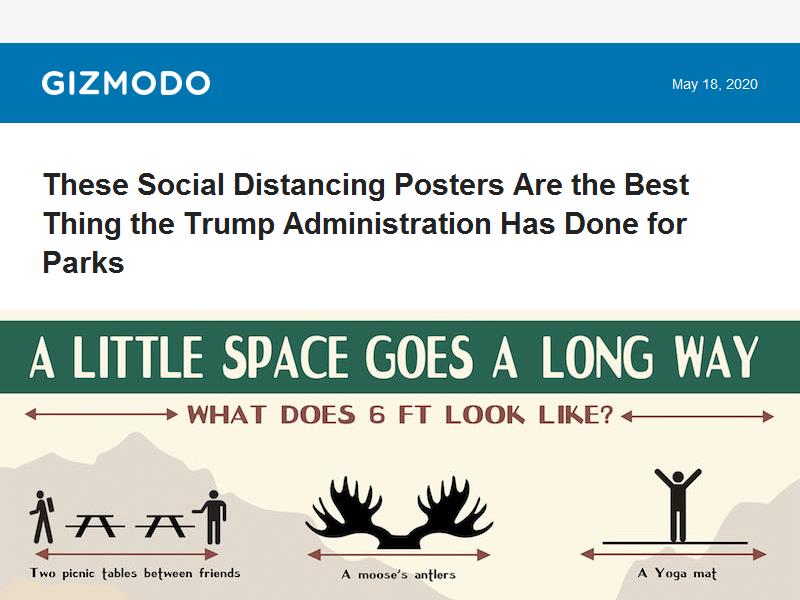 GIZMODO
May 18, 2020
These Social Distancing Posters Are the Best
Thing the Trump Administration Has Done for
Parks
A LITTLE SPACE GOES A LONG WAY
WHAT DOES 6 FT LOOK LIKE?
Two picnic tables between friends
A moose's antlers
A Yoga mat